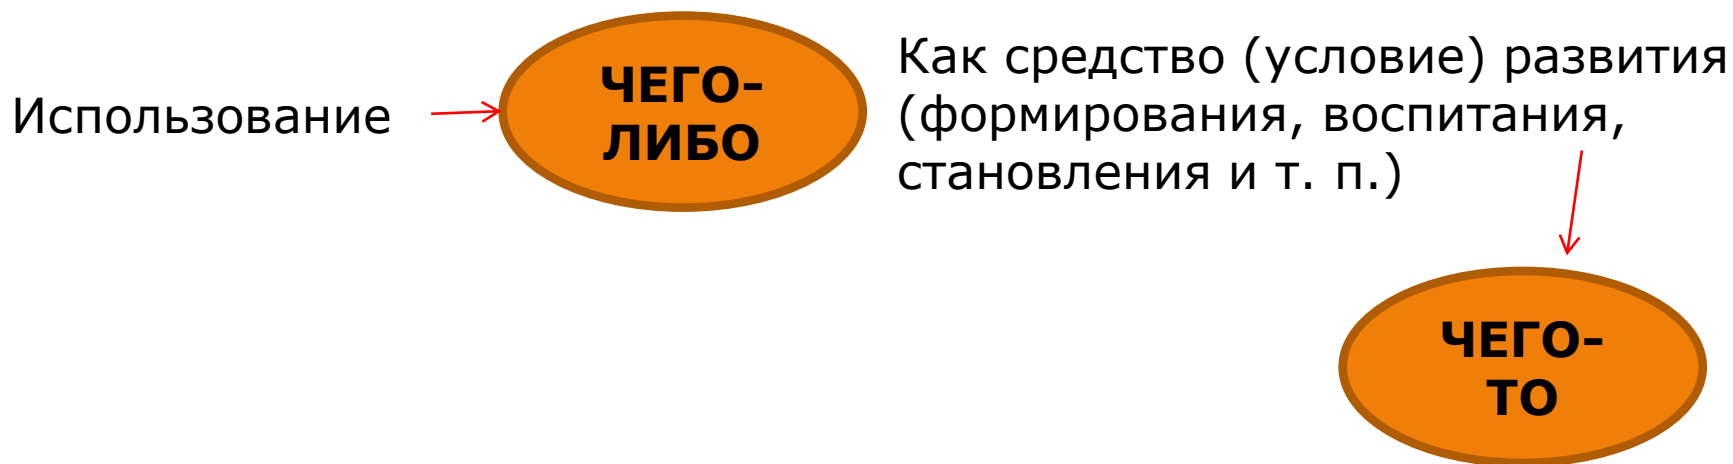 Использование
ЧЕГО-
ЛИБО
Как средство (условие) развития
(формирования, воспитания,
становления и т. п.)
ЧЕГО-
ТО